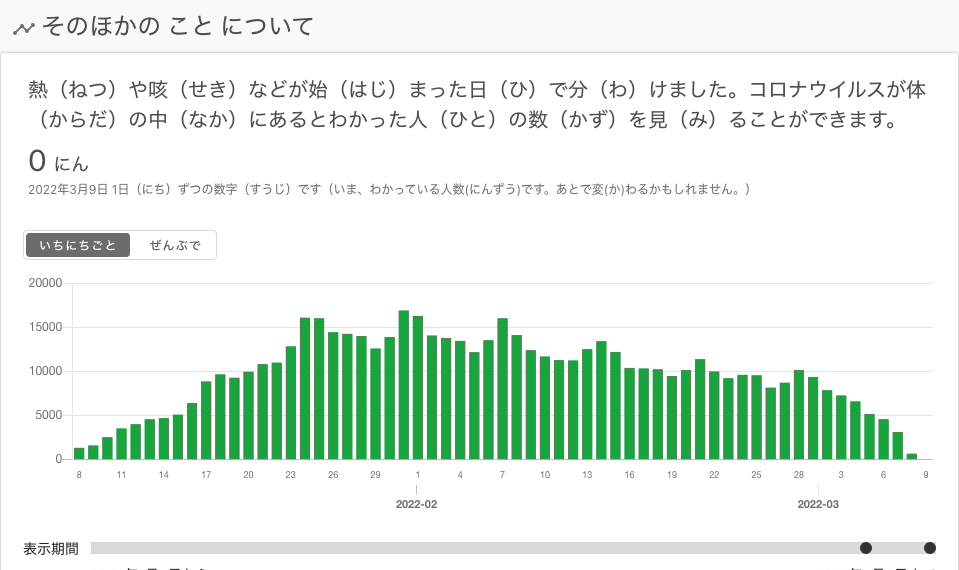 そのほかの こと について
熱（ねつ）や咳（せき）などが始（はじ）まった日（ひ）で分（わ）けました。コロナウイルスが体
（からだ）の中（なか）にあるとわかった人（ひと）の数（かず）を見（み）ることができます。
0 にん
2022年3月9日 1日（にち）ずつの数字（すうじ）です（いま、わかっている人数(にんずう)です。あとで変(か)わるかもしれません。）
いちにちごと ぜんぶで
20000
15000
10000
5000
0
8 11 14 17 20 23 26 29 1 4 7 10 13 16 19 22 25 28 3 6 9
2022-02 2022-03
表示期間